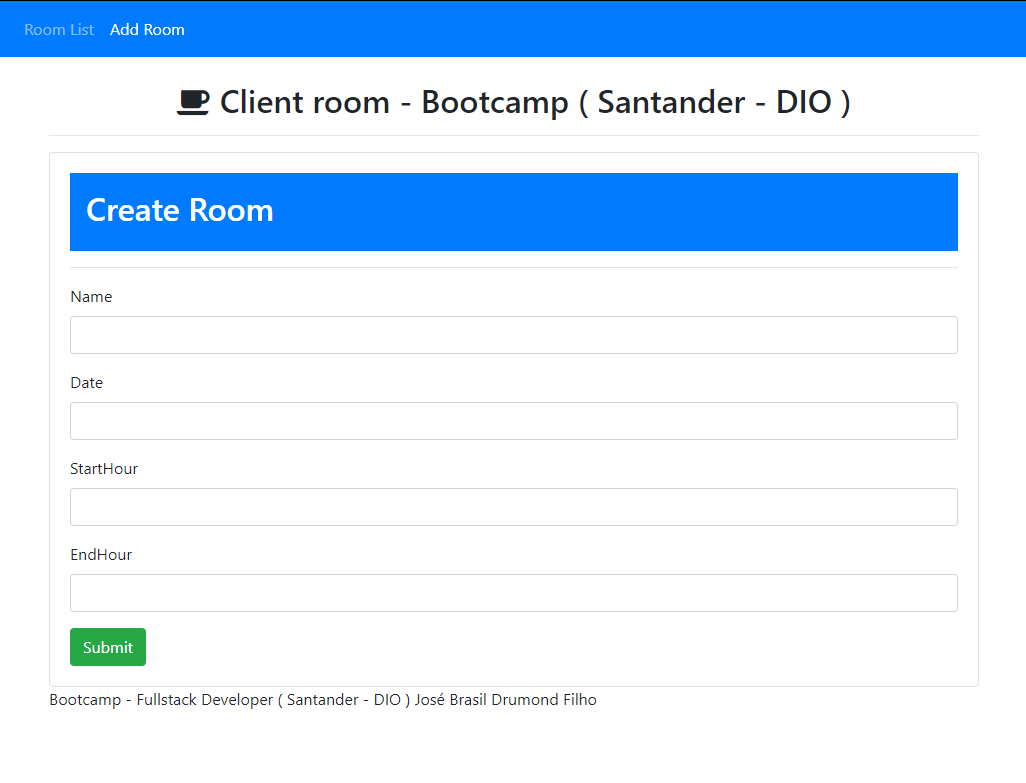 Room List Add Room
Client room - Bootcamp ( Santander - DIO )
Create Room
Name
Date
StartHour
EndHour
Submit
Bootcamp - Fullstack Developer ( Santander - DIO ) José Brasil Drumond Filho